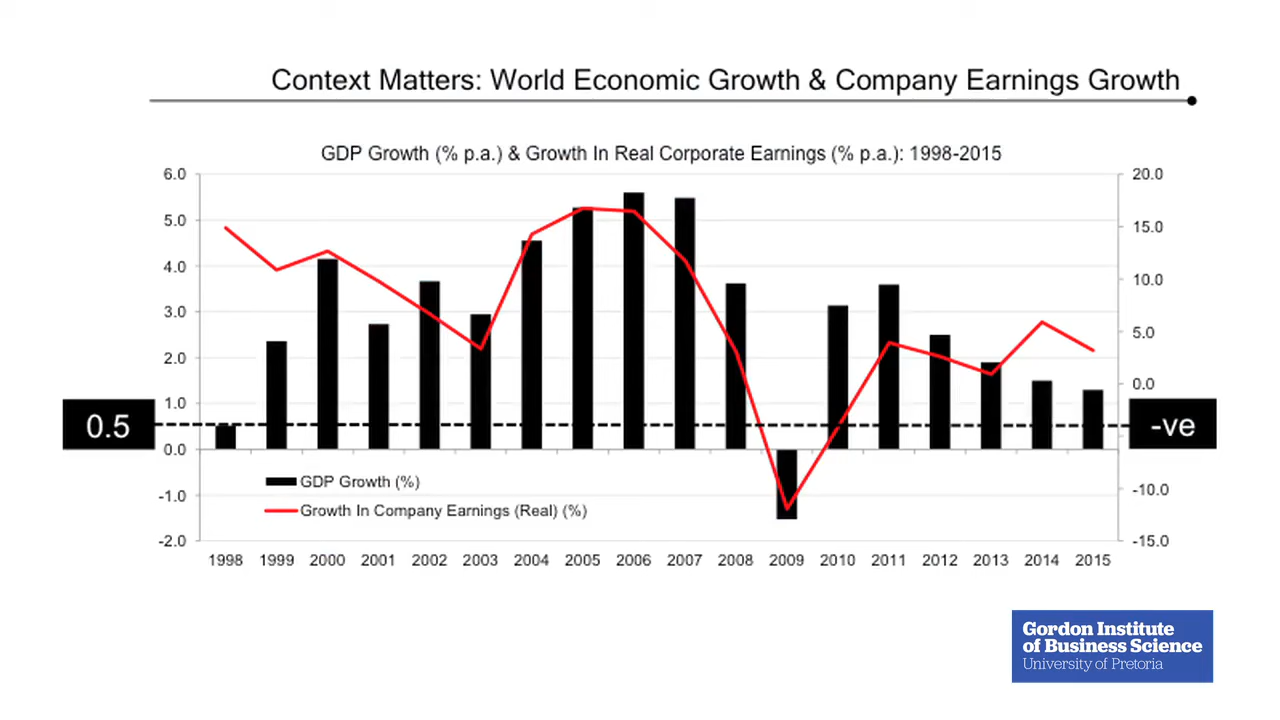 Context Matters: World Economic Growth & Company Earnings Growth
GDP Growth (% p.a.) & Growth In Real Corporate Earnings (% p.a.): 1998-2015
6.0
5.0
4.0
3.0
2.0
1.0
0.0
-1.0
-2.0
20.0
15.0
10.0
5.0
0.0
-10.0
-15.0
0.5
-ve
GDP Growth (%)
Growth In Company Earnings (Real) (%)
1998 1999 2000 2001 2002 2003 2004 2005 2006 2007 2008 2009 2010 2011 2012 2013 2014 2015
Gordon Institute
of Business Science
University of Pretoria